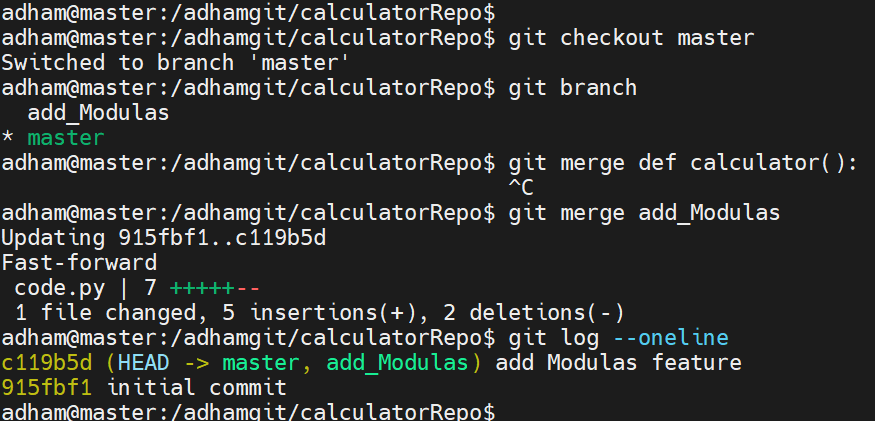 adham@master:/adhamgit/calculatorRepo$
adham@master:/adhamgit/calculatorRepo$ git checkout master
Switched to branch 'master'
adham@master:/adhamgit/calculatorRepo$ git branch
  add_Modulas
* master
adham@master:/adhamgit/calculatorRepo$ git merge def calculator():
^C
adham@master:/adhamgit/calculatorRepo$ git merge add_Modulas
Updating 915fbf1..c119b5d
Fast-forward
 code.py | 7 +++++--
 1 file changed, 5 insertions(+), 2 deletions(-)
adham@master:/adhamgit/calculatorRepo$ git log --oneline
c119b5d (HEAD -> master, add_Modulas) add Modulas feature
915fbf1 initial commit
adham@master:/adhamgit/calculatorRepo$